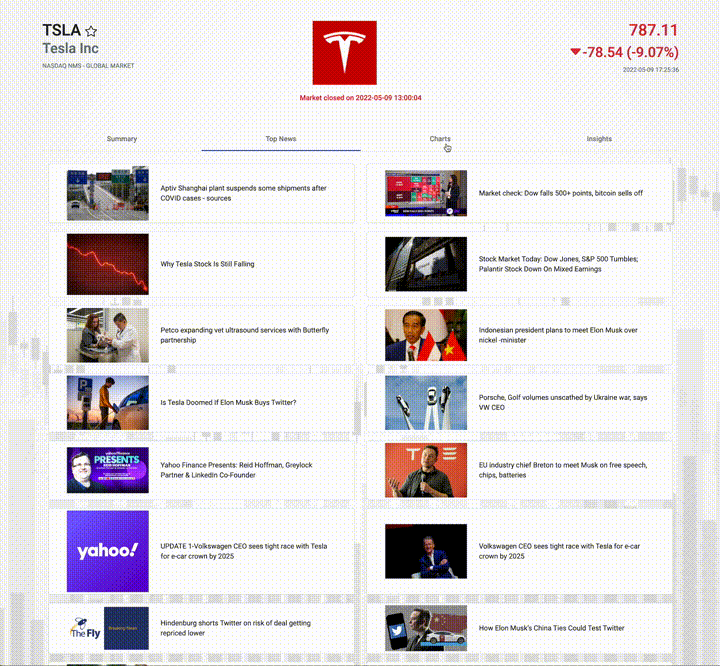 TSLA
Tesla Inc
NASDAQ NMS - GLOBAL MARKET
Market closed on 2022-05-09 13:00:04
787.11
-78.54 (-9.07%)
2022-05-09 17:25:36
Summary
Top News
Charts
Insights
Aptiv Shanghai plant suspends some shipments after
COVID cases - sources
Market check: Dow falls 500+ points, bitcoin sells off
Why Tesla Stock Is Still Falling
Stock Market Today: Dow Jones, S&P 500 Tumbles;
Palantir Stock Down On Mixed Earnings
Petco expanding vet ultrasound services with Butterfly
partnership
Indonesian president plans to meet Elon Musk over
nickel -minister
Is Tesla Doomed If Elon Musk Buys Twitter?
Porsche, Golf volumes unscathed by Ukraine war, says
VW CEO
PRESENTS
Yahoo Finance Presents: Reid Hoffman, Greylock
Partner & LinkedIn Co-Founder
EU industry chief Breton to meet Musk on free speech,
chips, batteries
yahoo!
UPDATE 1-Volkswagen CEO sees tight race with Tesla
for e-car crown by 2025
Volkswagen CEO sees tight race with Tesla for e-car
crown by 2025
The Fly
Breaking News
Hindenburg shorts Twitter on risk of deal getting
repriced lower
How Elon Musk's China Ties Could Test Twitter